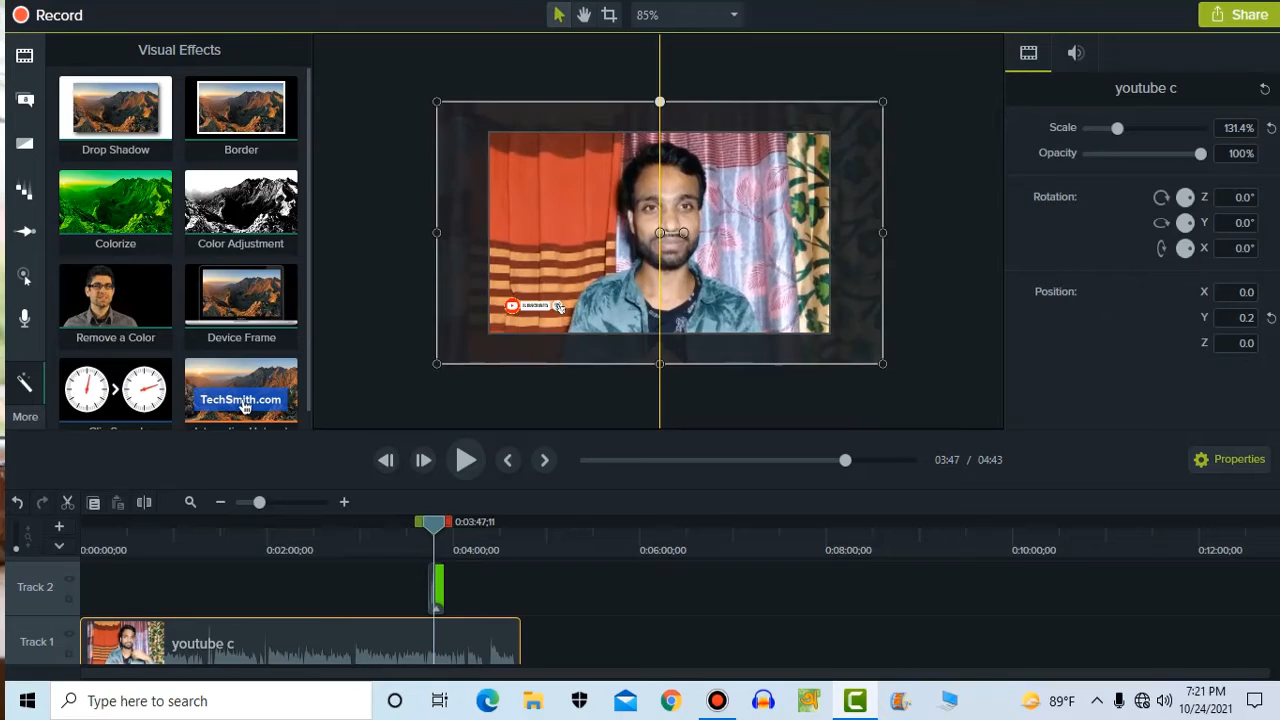 Record
85%
Share
Visual Effects
youtube c
Drop Shadow
Border
Scale
131.4%
Opacity
100%
Rotation:
Z
0.0°
Y
0.0°
X
0.0°
Colorize
Color Adjustment
Position:
X
0.0
Y
0.2
Z
0.0
SUBSCRIBED
Remove a Color
Device Frame
TechSmith.com
More
03:47 / 04:43
Properties
0:03:47;11
0:00:00;00
0:02:00;00
0:04:00;00
0:06:00;00
0:08:00;00
0:10:00;00
0:12:00;00
Track 2
Track 1
youtube c
Type here to search
89°F
7:21 PM
10/24/2021